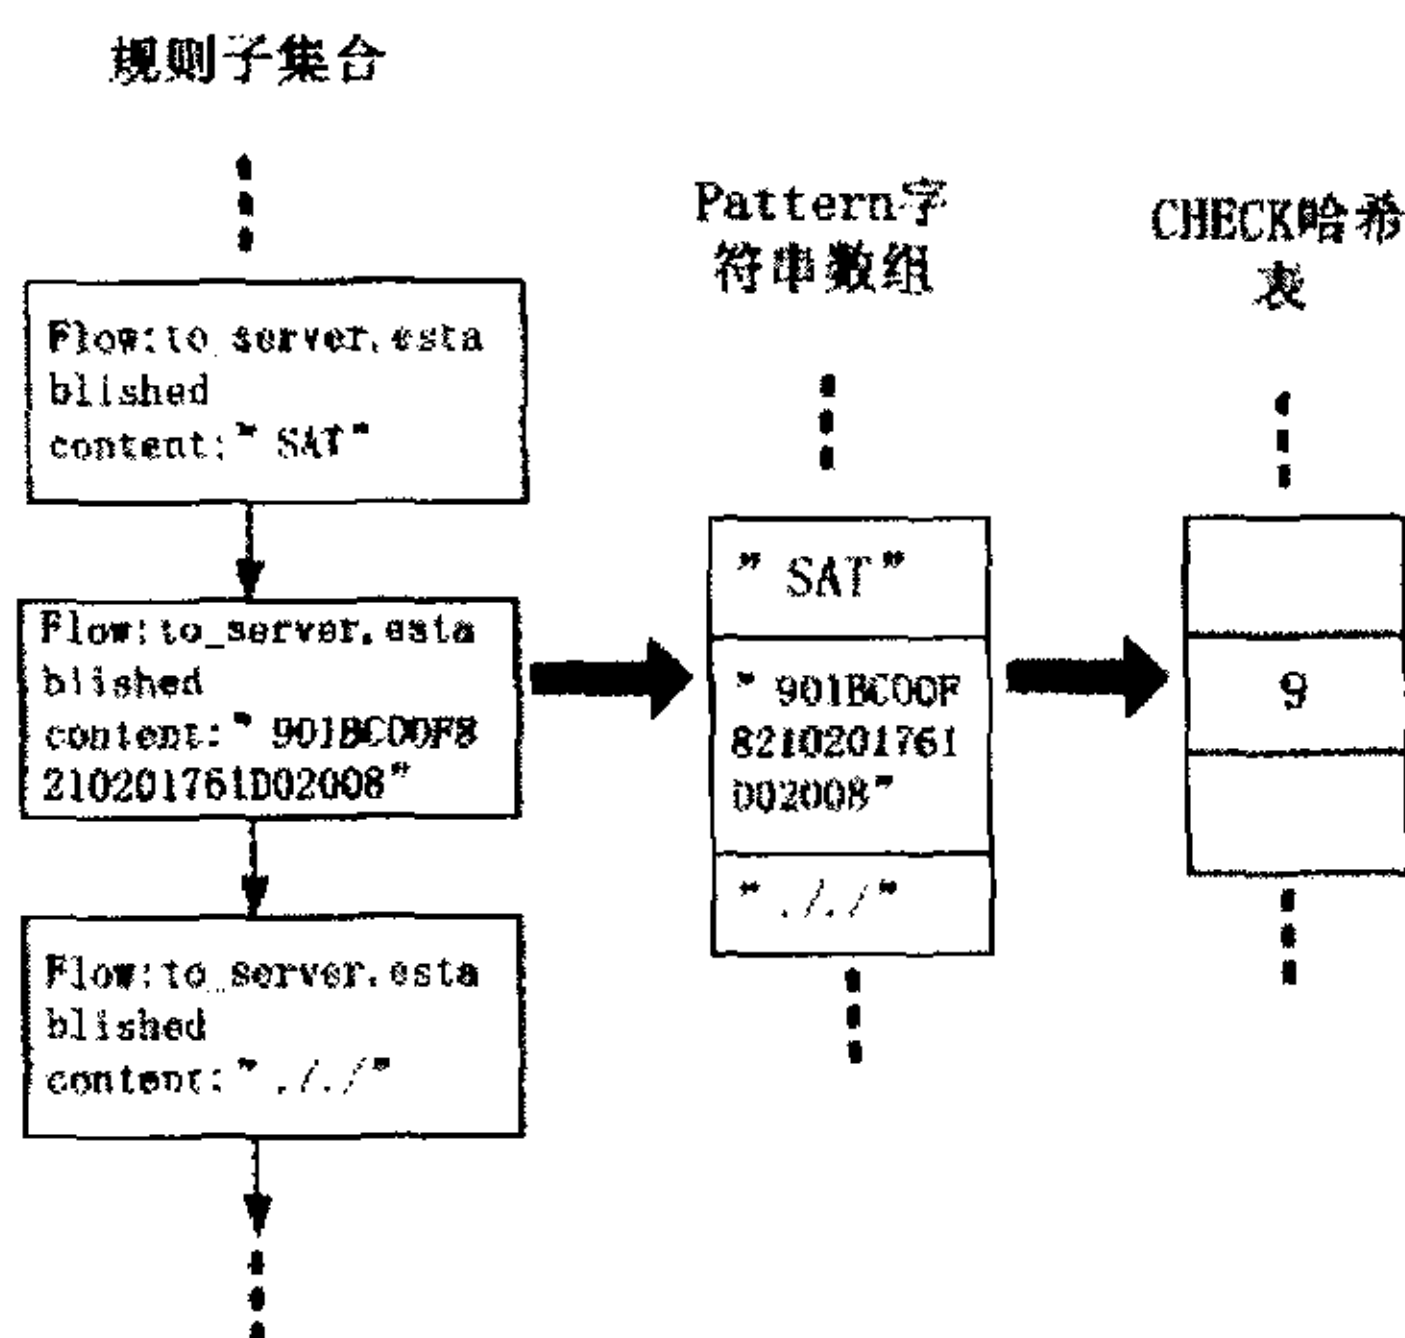 规则子集合
Flow:to_server.esta
blished
content:"SAT"
Flow:to_server.esta
blished
content:"901BC00F8
210201761D02008"
Flow:to_server.esta
blished
content:"././"
Pattern字
符串数组
"SAT"
"901BC00F
8210201761
D02008"
"././"
CHECK哈希
表
9